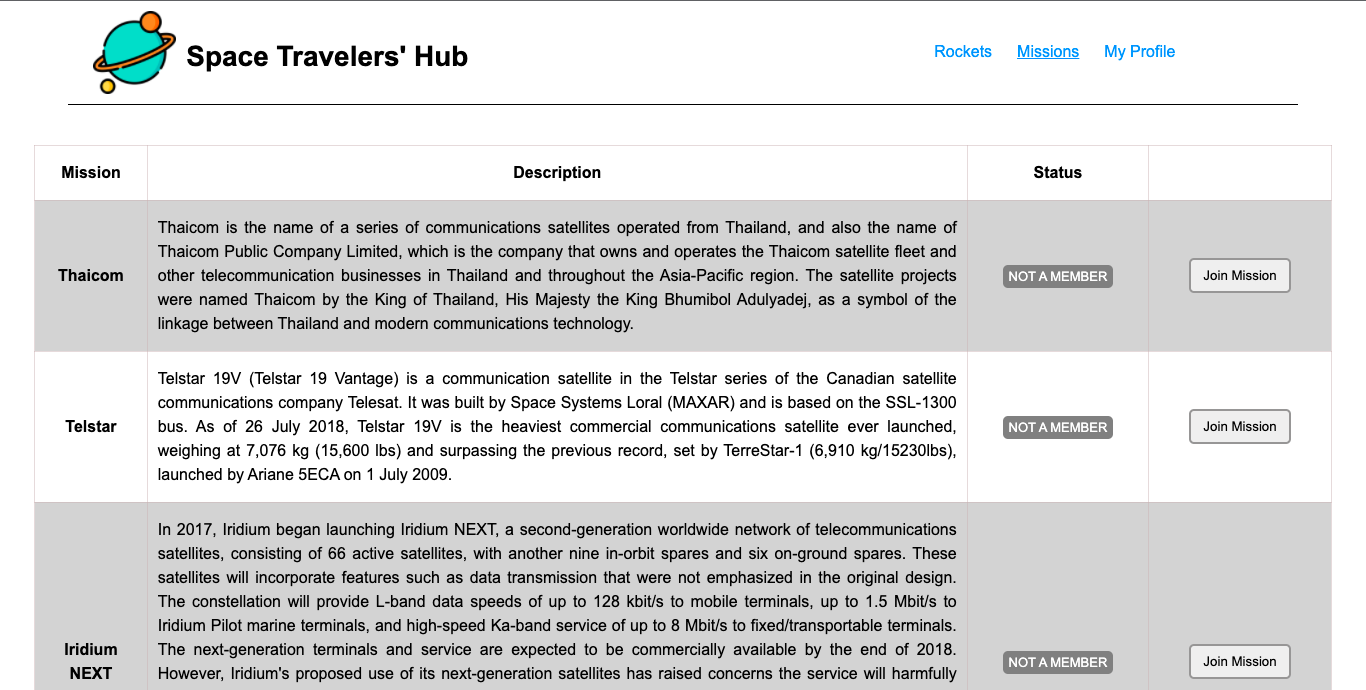 Space Travelers' Hub
Rockets Missions My Profile
Mission Description Status
Thaicom is the name of a series of communications satellites operated from Thailand, and also the name of
Thaicom Public Company Limited, which is the company that owns and operates the Thaicom satellite fleet and
other telecommunication businesses in Thailand and throughout the Asia-Pacific region. The satellite projects
were named Thaicom by the King of Thailand, His Majesty the King Bhumibol Adulyadej, as a symbol of the
linkage between Thailand and modern communications technology.
Thaicom
NOT A MEMBER
Join Mission
Telstar 19V (Telstar 19 Vantage) is a communication satellite in the Telstar series of the Canadian satellite
communications company Telesat. It was built by Space Systems Loral (MAXAR) and is based on the SSL-1300
bus. As of 26 July 2018, Telstar 19V is the heaviest commercial communications satellite ever launched,
weighing at 7,076 kg (15,600 lbs) and surpassing the previous record, set by TerreStar-1 (6,910 kg/15230lbs),
launched by Ariane 5ECA on 1 July 2009.
Telstar
NOT A MEMBER
Join Mission
In 2017, Iridium began launching Iridium NEXT, a second-generation worldwide network of telecommunications
satellites, consisting of 66 active satellites, with another nine in-orbit spares and six on-ground spares. These
satellites will incorporate features such as data transmission that were not emphasized in the original design.
The constellation will provide L-band data speeds of up to 128 kbit/s to mobile terminals, up to 1.5 Mbit/s to
Iridium Pilot marine terminals, and high-speed Ka-band service of up to 8 Mbit/s to fixed/transportable terminals.
The next-generation terminals and service are expected to be commercially available by the end of 2018.
However, Iridium's proposed use of its next-generation satellites has raised concerns the service will harmfully
Iridium
NEXT
NOT A MEMBER
Join Mission